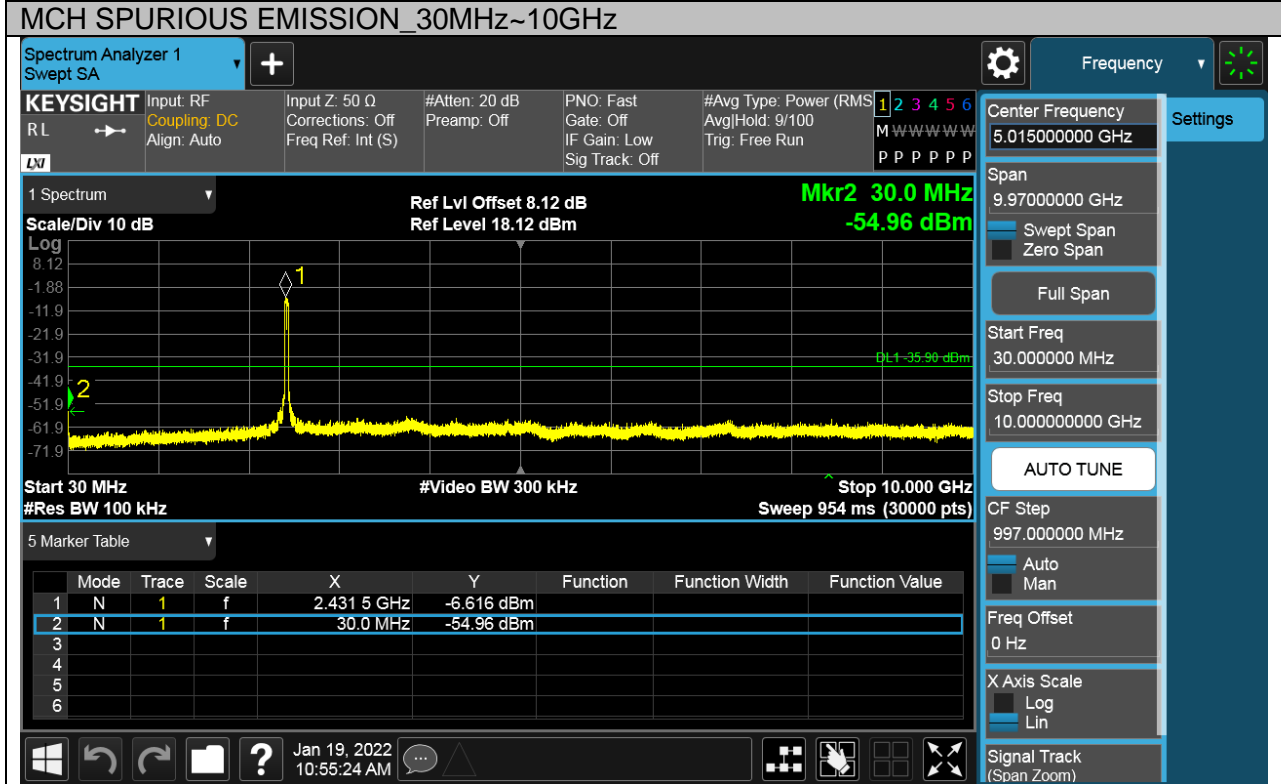 MCH SPURIOUS EMISSION_30MHz~10GHz
Spectrum Analyzer 1
Swept SA
+
Frequency
KEYSIGHT
RL
LXI
Input: RF
Coupling: DC
Align: Auto
Input Z: 50 Ω
Corrections: Off
Freq Ref: Int (S)
#Atten: 20 dB
Preamp: Off
PNO: Fast
Gate: Off
IF Gain: Low
Sig Track: Off
#Avg Type: Power (RMS
Avg|Hold: 9/100
Trig: Free Run
1 2 3 4 5 6
M W W W W W
P P P P P P
1 Spectrum
Scale/Div 10 dB
Ref Lvl Offset 8.12 dB
Ref Level 18.12 dBm
Mkr2 30.0 MHz
-54.96 dBm
Log
8.12
-1.88
-11.9
-21.9
-31.9
-41.9
-51.9
-61.9
-71.9
1
2
DL1 -35.90 dBm
Start 30 MHz
#Res BW 100 kHz
#Video BW 300 kHz
Stop 10.000 GHz
Sweep 954 ms (30000 pts)
5 Marker Table
Mode Trace Scale X Y Function Function Width Function Value
1 N 1 f 2.431 5 GHz -6.616 dBm
2 N 1 f 30.0 MHz -54.96 dBm
3
4
5
6
Center Frequency
5.015000000 GHz
Settings
Span
9.97000000 GHz
Swept Span
Zero Span
Full Span
Start Freq
30.000000 MHz
Stop Freq
10.000000000 GHz
AUTO TUNE
CF Step
997.000000 MHz
Auto
Man
Freq Offset
0 Hz
X Axis Scale
Log
Lin
Signal Track
(Span Zoom)
?
Jan 19, 2022
10:55:24 AM